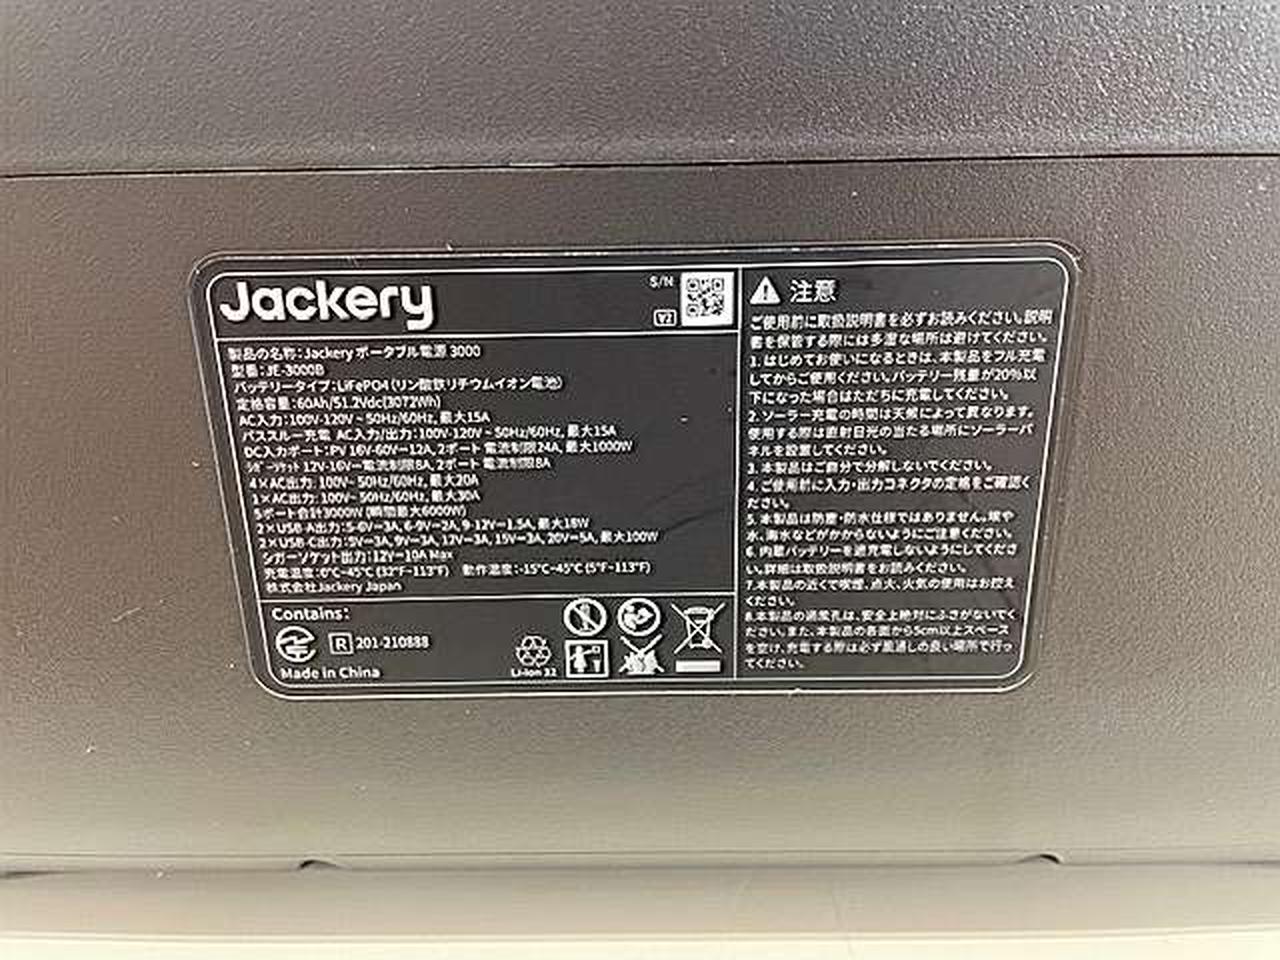 Jackery
S/N
V2
製品の名称:Jackery ポータブル電源 3000
型番:JE-3000B
バッテリータイプ:LiFePO4(リン酸鉄リチウムイオン電池)
定格容量:60Ah/51.2Vdc(3072Wh)
AC入力:100V-120V ~ 50Hz/60Hz, 最大15A
パススルー充電 AC入力/出力:100V-120V ~ 50Hz/60Hz, 最大15A
DC入力ポート:PV 16V-60V⎓12A, 2ポート 電流制限24A, 最大1000W
シガーソケット 12V-16V⎓電流制限8A, 2ポート 電流制限8A
4×AC出力: 100V~ 50Hz/60Hz, 最大20A
1×AC出力: 100V~ 50Hz/60Hz, 最大30A
5ポート合計3000W (瞬間最大6000W)
2×USB-A出力:5-6V⎓3A, 6-9V⎓2A, 9-12V⎓1.5A, 最大18W
2×USB-C出力:5V⎓3A, 9V⎓3A, 12V⎓3A, 15V⎓3A, 20V⎓5A, 最大100W
シガーソケット出力:12V⎓10A Max
充電温度:0°C~45°C (32°F~113°F) 動作温度:-15°C~45°C (5°F~113°F)
株式会社Jackery Japan
Contains:
R 201-210888
Made in China
Li-ion 22
注意
ご使用前に取扱説明書を必ずお読みください。説明
書を保管する際には多湿な場所は避けてください。
1. はじめてお使いになるときは、本製品をフル充電
してからご使用ください。バッテリー残量が20%以
下になった場合はただちに充電してください。
2. ソーラー充電の時間は天候によって異なります。
使用する際は直射日光の当たる場所にソーラーパ
ネルを設置してください。
3. 本製品はご自分で分解しないでください。
4. ご使用前に入力・出力コネクタの定格をご確認く
ださい。
5. 本製品は防塵・防水仕様ではありません。埃や
水、海水などがかからないようにご注意ください。
6. 内蔵バッテリーを過充電しないようにしてくださ
い。詳細は取扱説明書をお読みください。
7.本製品の近くで喫煙、点火、火気の使用はお控え
ください。
8.本製品の通気孔は、安全上絶対にふさがないでく
ださい。また、本製品の各面から5cm以上スペース
を空け、充電する際は必ず風通しの良い場所で行っ
てください。